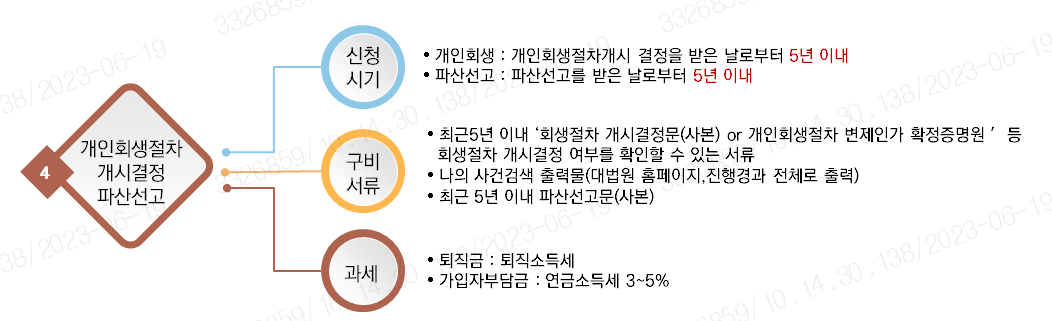 4
개인회생절차
개시결정
파산선고
신청
시기
• 개인회생 : 개인회생절차개시 결정을 받은 날로부터 5년 이내
• 파산선고 : 파산선고를 받은 날로부터 5년 이내
구비
서류
• 최근5년 이내 ‘회생절차 개시결정문(사본) or 개인회생절차 변제인가 확정증명원 ’ 등
회생절차 개시결정 여부를 확인할 수 있는 서류
• 나의 사건검색 출력물(대법원 홈페이지,진행경과 전체로 출력)
• 최근 5년 이내 파산선고문(사본)
과세
• 퇴직금 : 퇴직소득세
• 가입자부담금 : 연금소득세 3~5%